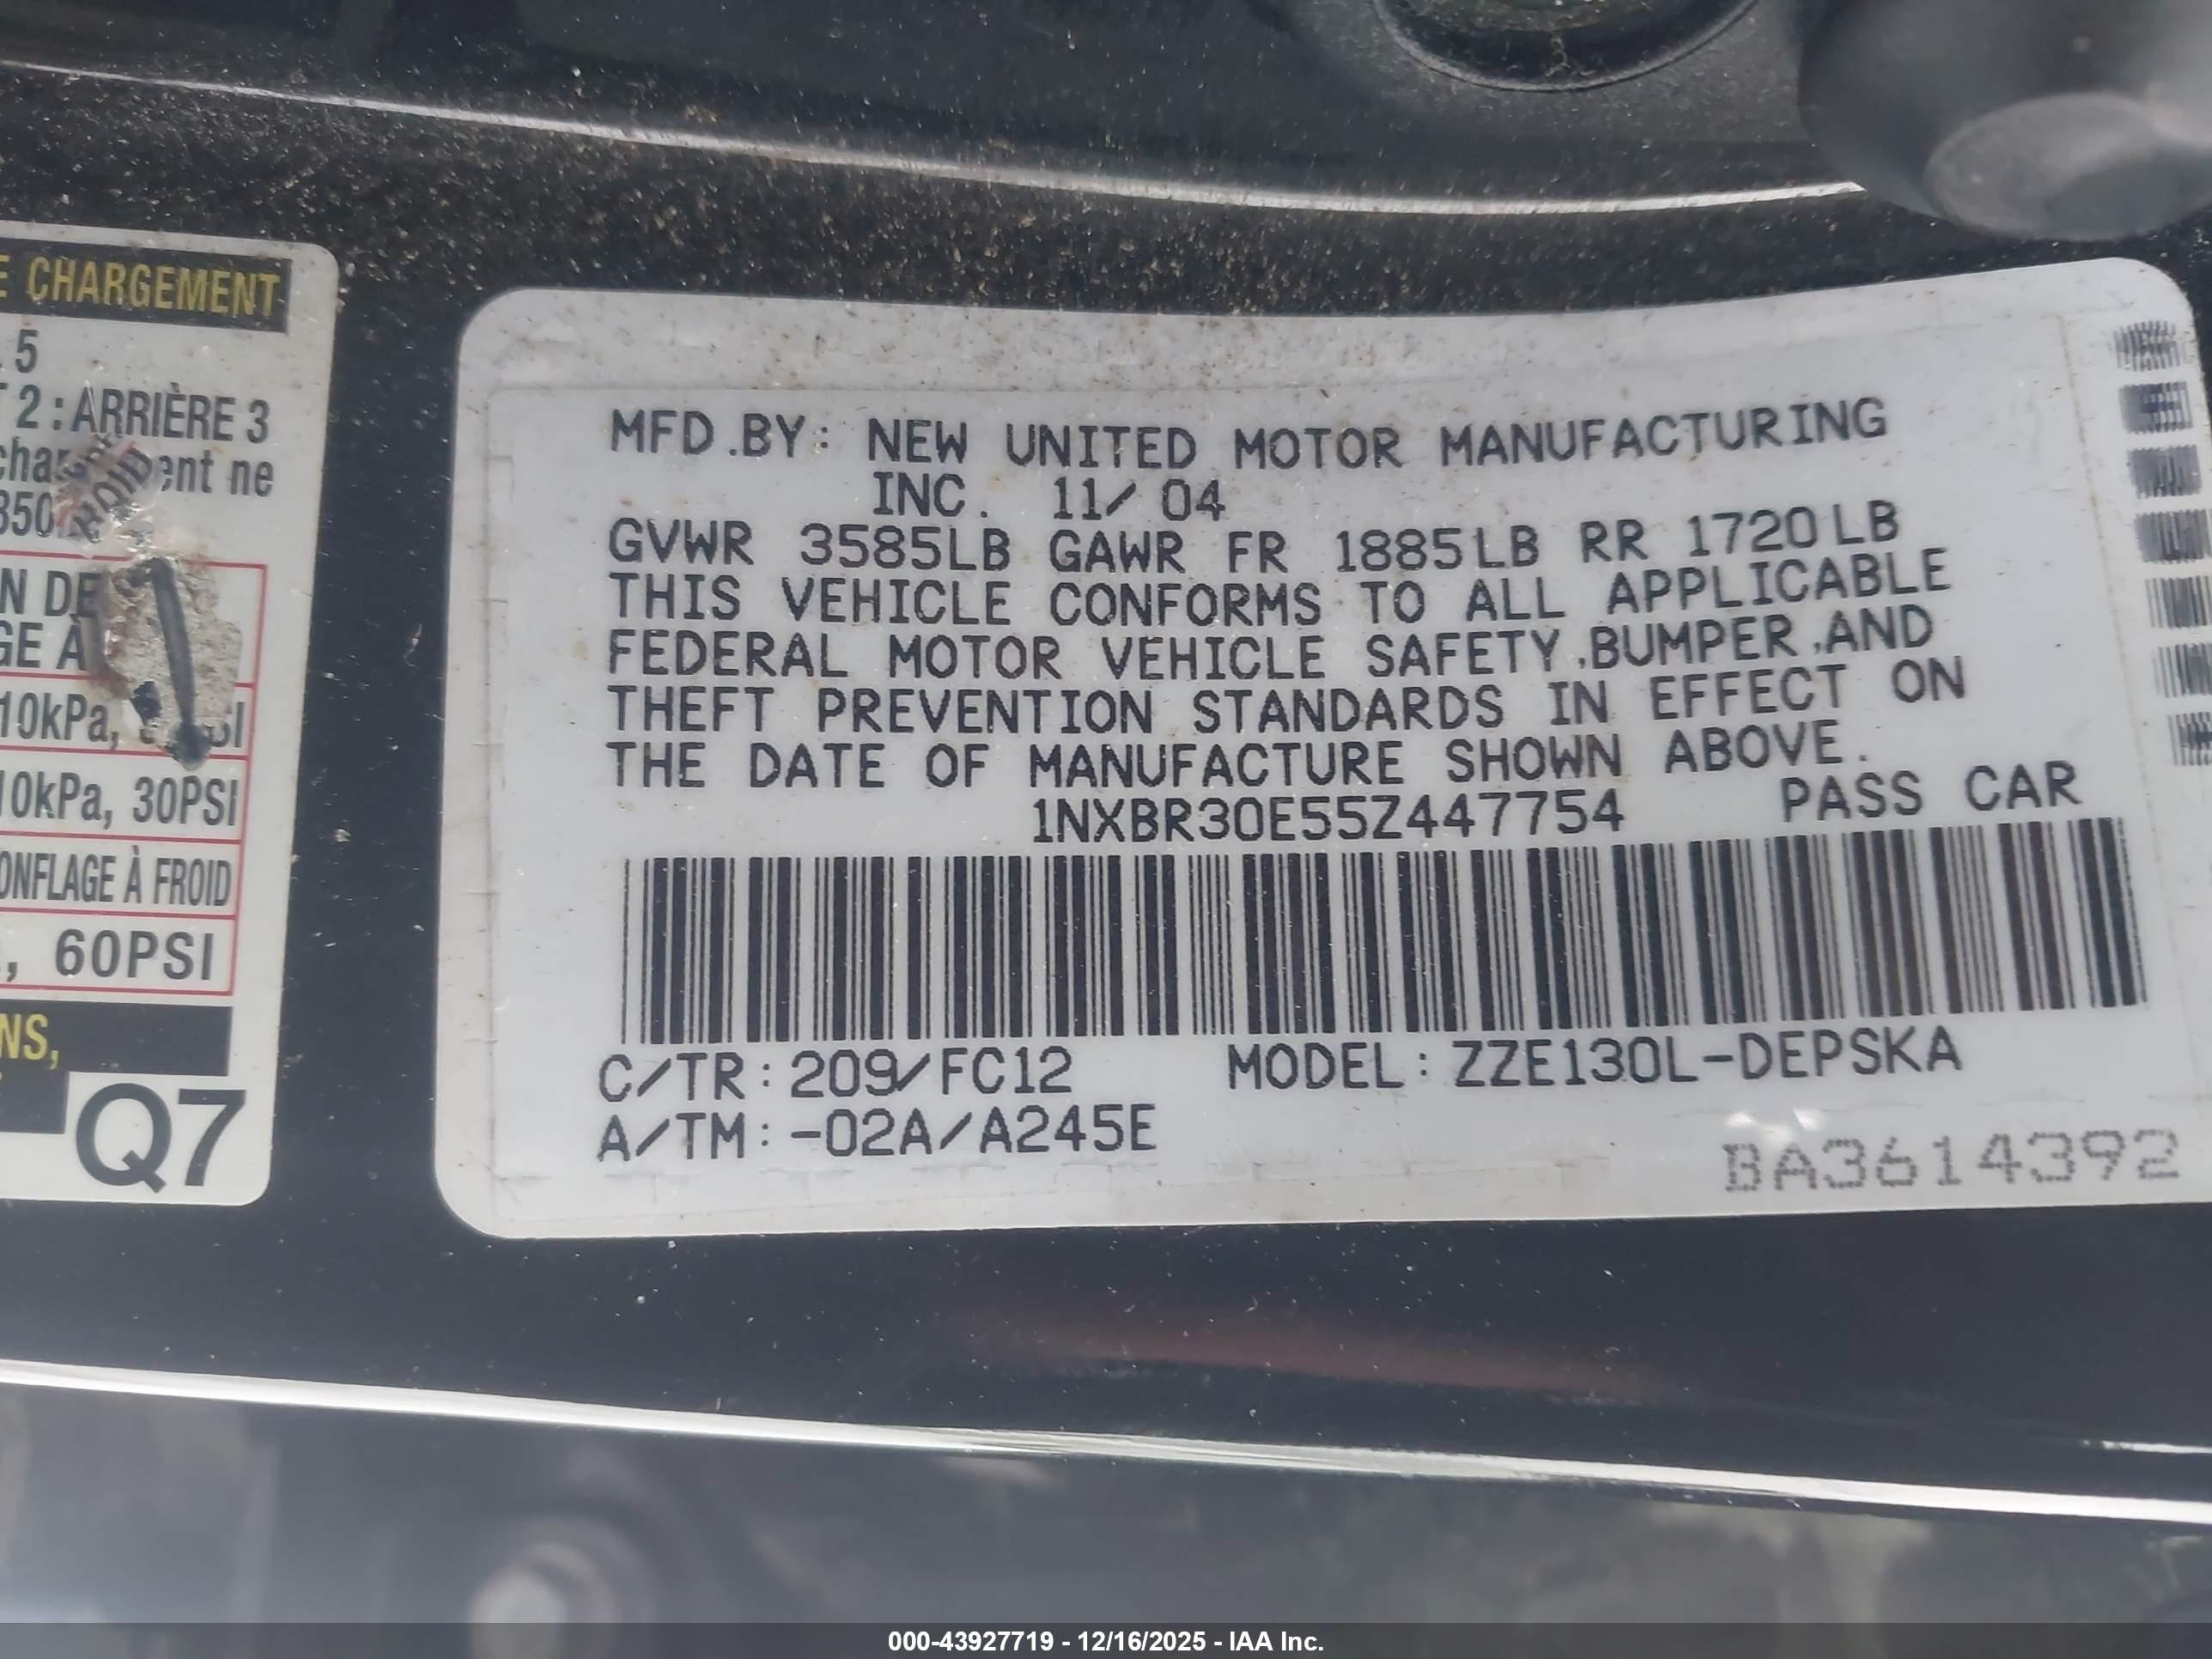 E CHARGEMENT
5
2 : ARRIÈRE 3
ent ne
850
N DE
GE À
10kPa,
10kPa, 30PSI
ONFLAGE À FROID
, 60PSI
NS,
Q7
MFD.BY: NEW UNITED MOTOR MANUFACTURING
INC. 11/ 04
GVWR 3585LB GAWR FR 1885LB RR 1720LB
THIS VEHICLE CONFORMS TO ALL APPLICABLE
FEDERAL MOTOR VEHICLE SAFETY,BUMPER,AND
THEFT PREVENTION STANDARDS IN EFFECT ON
THE DATE OF MANUFACTURE SHOWN ABOVE.
1NXBR30E55Z447754 PASS CAR
C/TR: 209/FC12 MODEL: ZZE130L-DEPSKA
A/TM: -02A/A245E
BA3614392
000-43927719 - 12/16/2025 - IAA Inc.